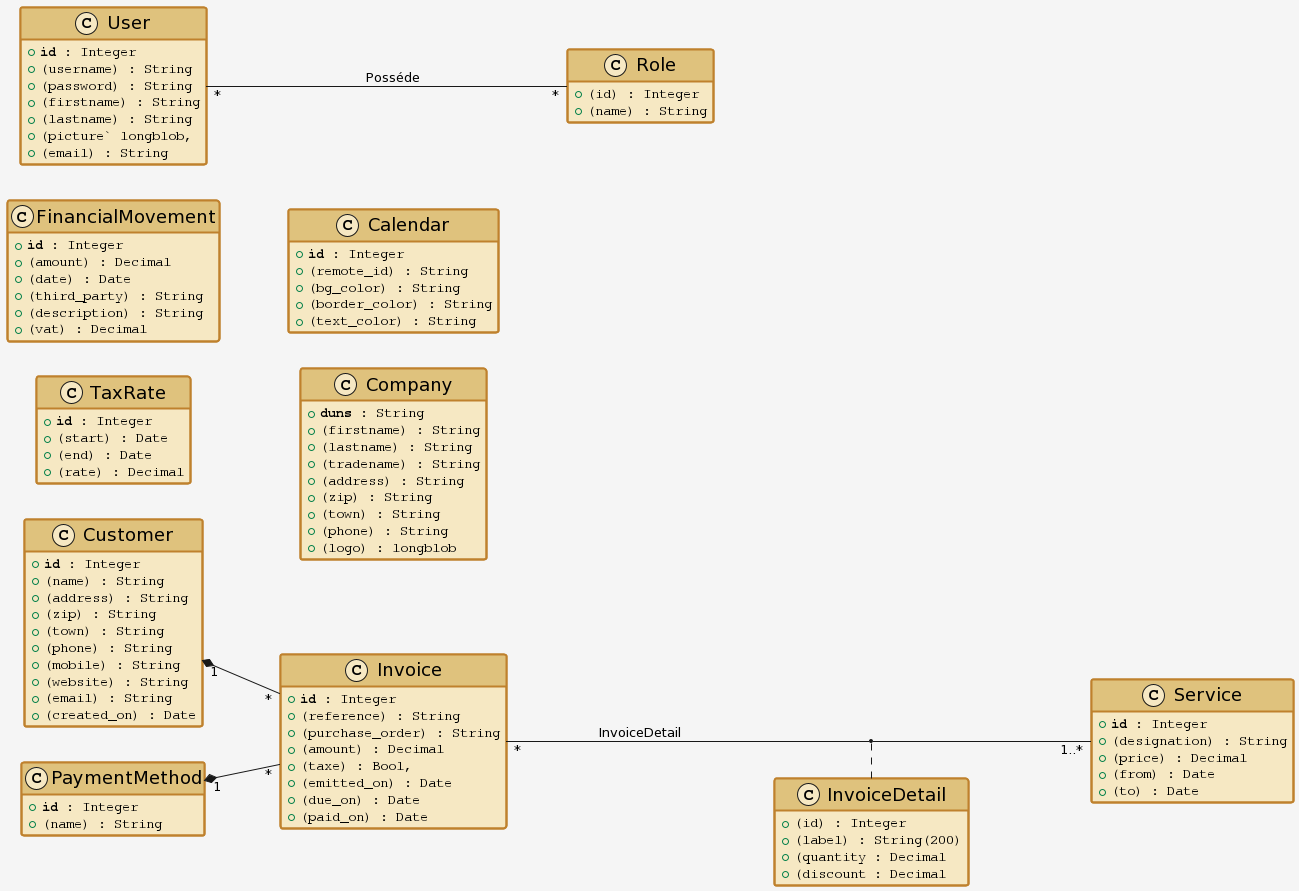 C User
id : Integer
(username) : String
(password) : String
(firstname) : String
(lastname) : String
(picture` longblob,
(email) : String
Posséde
*
*
C Role
(id) : Integer
(name) : String
C FinancialMovement
id : Integer
(amount) : Decimal
(date) : Date
(third_party) : String
(description) : String
(vat) : Decimal
C Calendar
id : Integer
(remote_id) : String
(bg_color) : String
(border_color) : String
(text_color) : String
C TaxRate
id : Integer
(start) : Date
(end) : Date
(rate) : Decimal
C Company
duns : String
(firstname) : String
(lastname) : String
(tradename) : String
(address) : String
(zip) : String
(town) : String
(phone) : String
(logo) : longblob
C Customer
id : Integer
(name) : String
(address) : String
(zip) : String
(town) : String
(phone) : String
(mobile) : String
(website) : String
(email) : String
(created_on) : Date
1
*
C PaymentMethod
id : Integer
(name) : String
1
*
C Invoice
id : Integer
(reference) : String
(purchase_order) : String
(amount) : Decimal
(taxe) : Bool,
(emitted_on) : Date
(due_on) : Date
(paid_on) : Date
InvoiceDetail
*
1..*
C InvoiceDetail
(id) : Integer
(label) : String(200)
(quantity : Decimal
(discount : Decimal
C Service
id : Integer
(designation) : String
(price) : Decimal
(from) : Date
(to) : Date